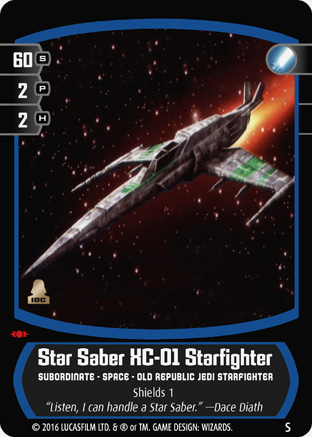 60 S
2 P
2 H
IDC
Star Saber XC-01 Starfighter
SUBORDINATE - SPACE - OLD REPUBLIC JEDI STARFIGHTER
Shields 1
“Listen, I can handle a Star Saber.” —Dace Diath
© 2016 LUCASFILM LTD. & ® or TM. GAME DESIGN: WIZARDS.
S